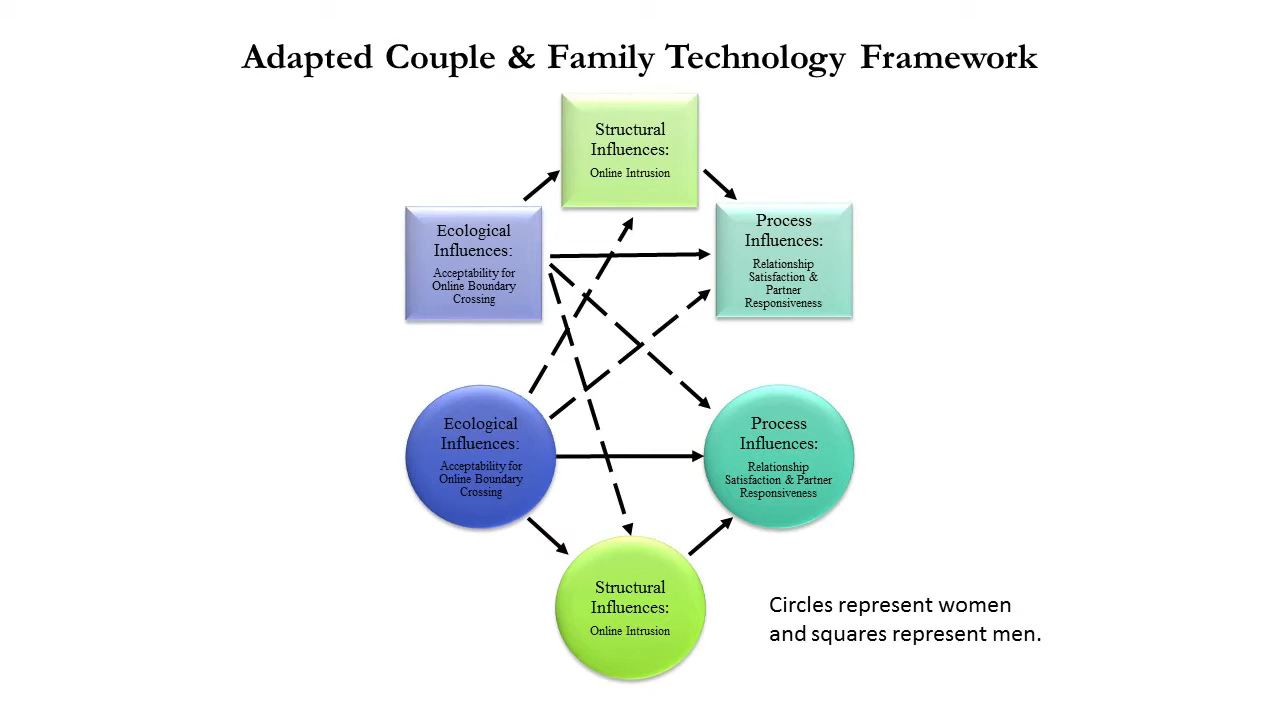 Adapted Couple & Family Technology Framework
Structural
Influences:
Online Intrusion
Ecological
Influences:
Acceptability for
Online Boundary
Crossing
Process
Influences:
Relationship
Satisfaction &
Partner
Responsiveness
Ecological
Influences:
Acceptability for
Online Boundary
Crossing
Process
Influences:
Relationship
Satisfaction & Partner
Responsiveness
Structural
Influences:
Online Intrusion
Circles represent women
and squares represent men.